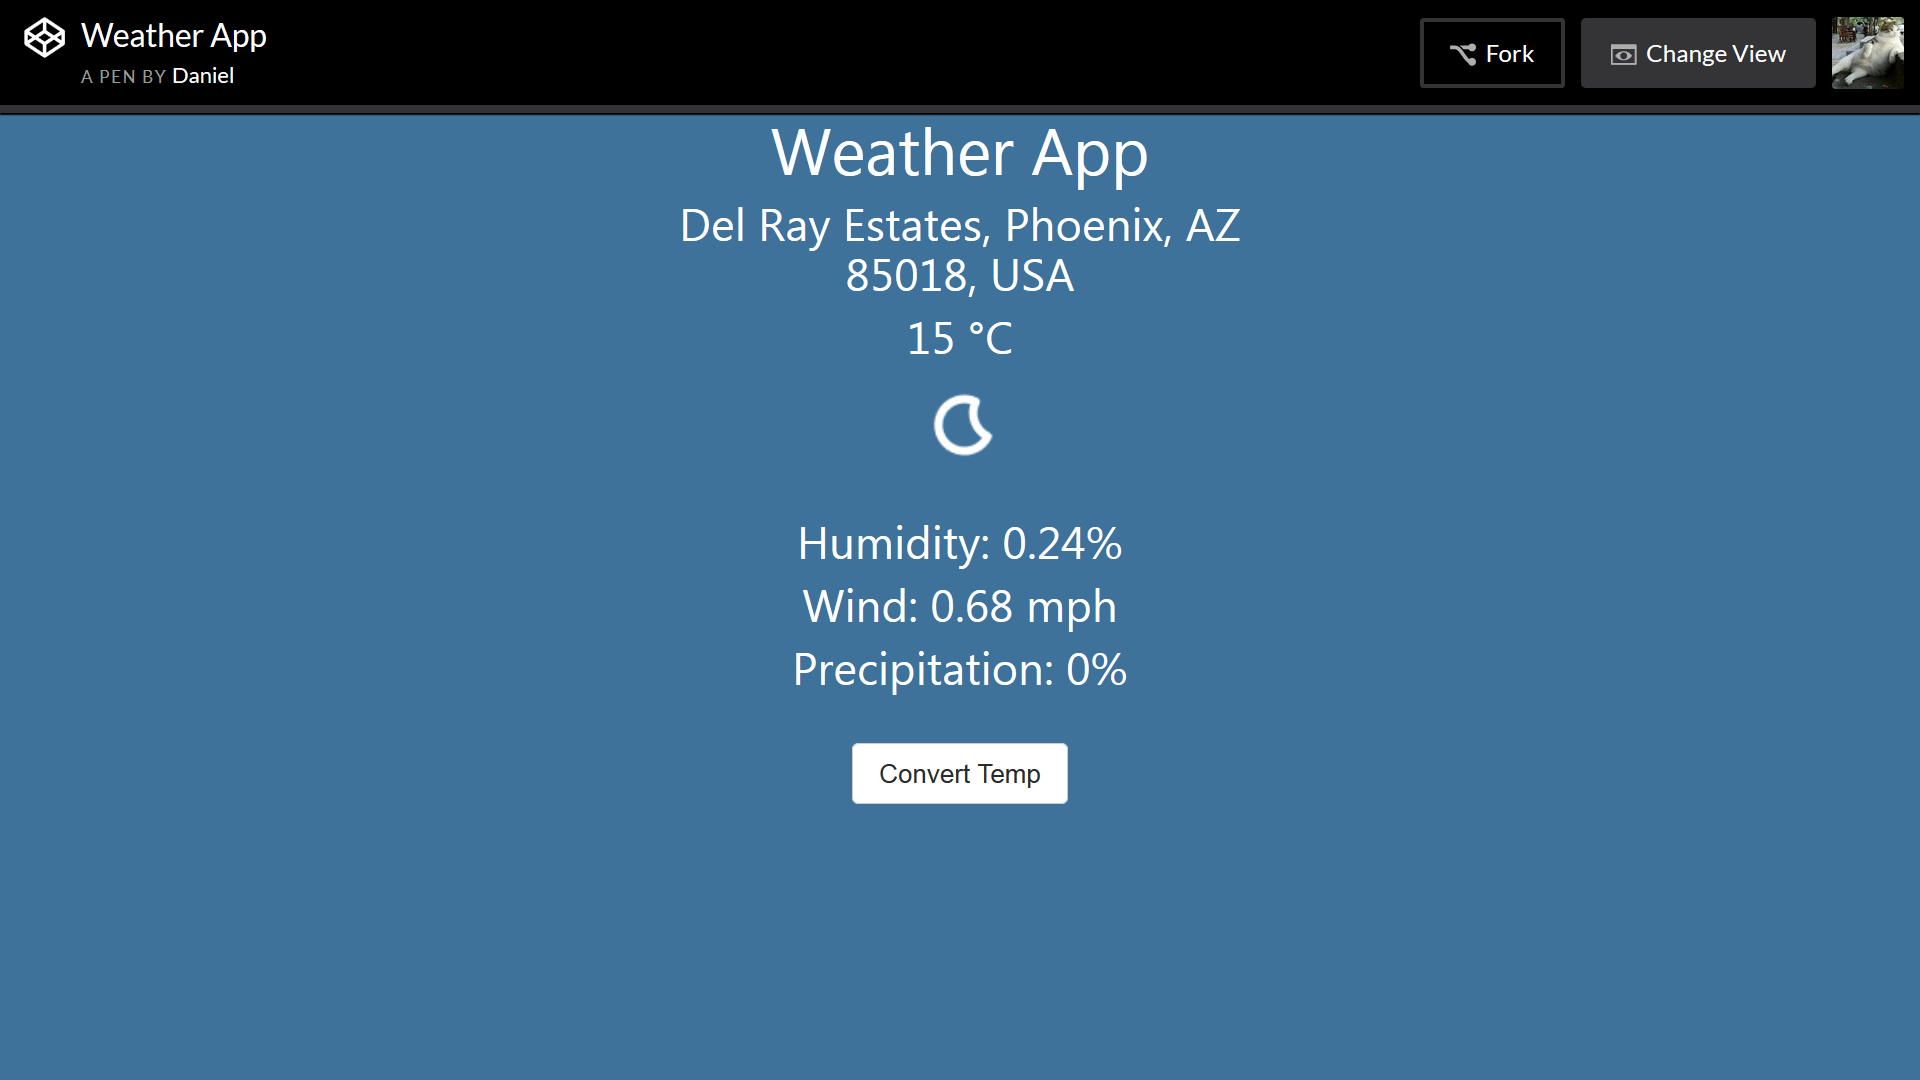 Weather App
A PEN BY Daniel
Fork
Change View
Weather App
Del Ray Estates, Phoenix, AZ
85018, USA
15 °C
Humidity: 0.24%
Wind: 0.68 mph
Precipitation: 0%
Convert Temp